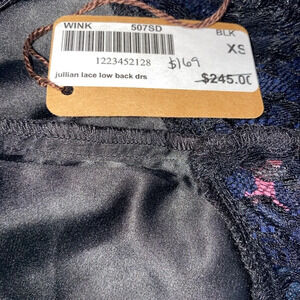 WINK 507SD BLK
XS
1223452128 $169
jullian lace low back drs $245.00